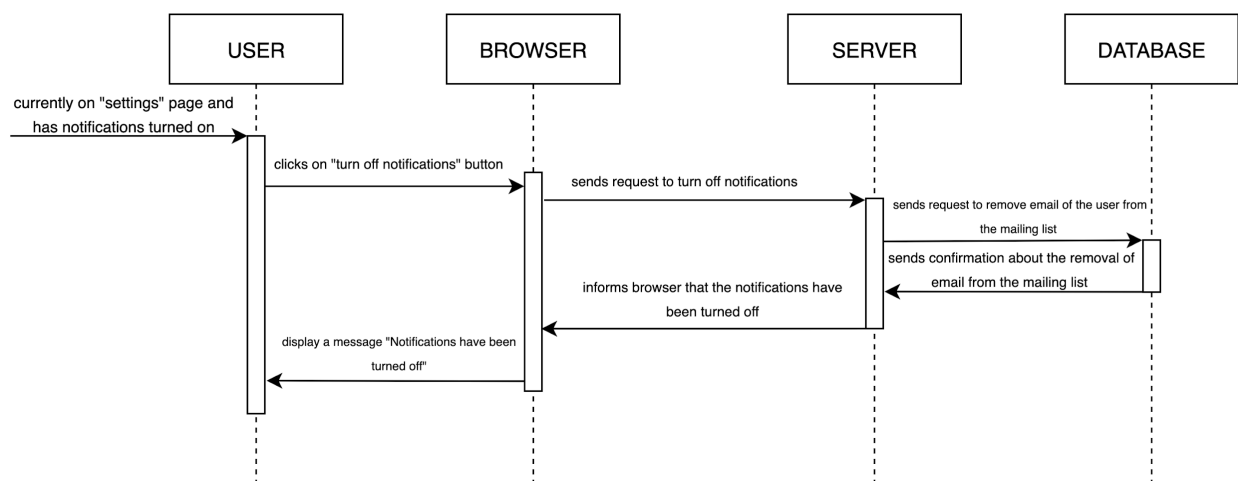 USER
BROWSER
SERVER
DATABASE
currently on "settings" page and
has notifications turned on
clicks on "turn off notifications" button
sends request to turn off notifications
sends request to remove email of the user from
the mailing list
sends confirmation about the removal of
email from the mailing list
informs browser that the notifications have
been turned off
display a message "Notifications have been
turned off"